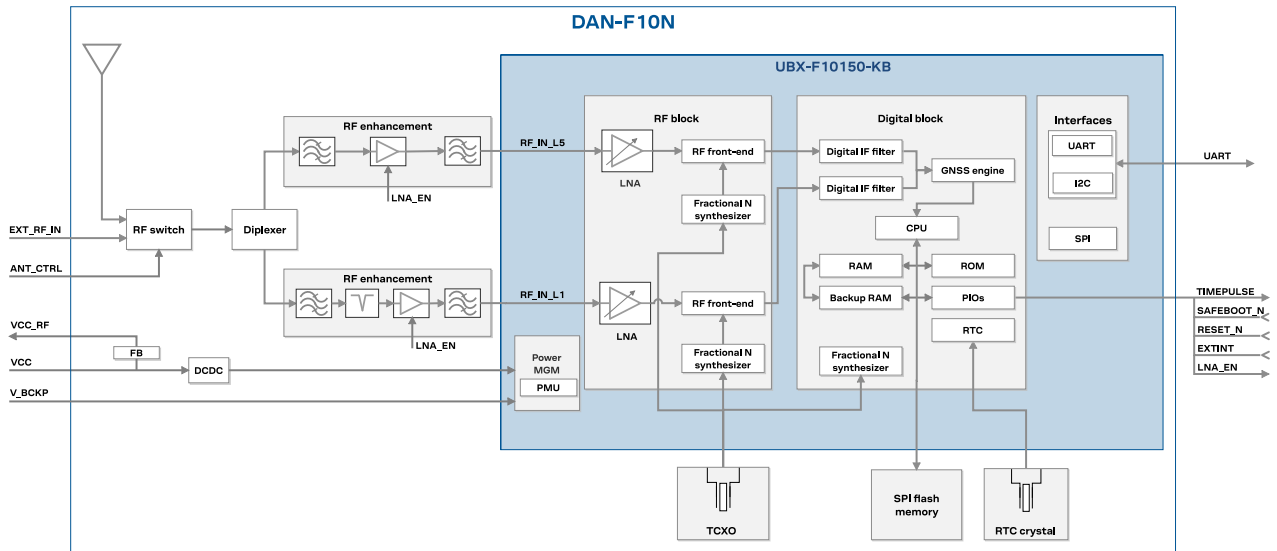 DAN-F10N
UBX-F10150-KB
RF enhancement
LNA_EN
RF_IN_L5
RF block
LNA
RF front-end
Fractional N
synthesizer
Digital block
Digital IF filter
Digital IF filter
GNSS engine
CPU
Interfaces
UART
I2C
SPI
UART
EXT_RF_IN
ANT_CTRL
RF switch
Diplexer
RF enhancement
LNA_EN
RF_IN_L1
LNA
RF front-end
Fractional N
synthesizer
RAM
ROM
Backup RAM
PIOs
RTC
Fractional N
synthesizer
TIMEPULSE
SAFEBOOT_N
RESET_N
EXTINT
LNA_EN
VCC_RF
FB
VCC
DCDC
V_BCKP
Power
MGM
PMU
TCXO
SPI flash
memory
RTC crystal